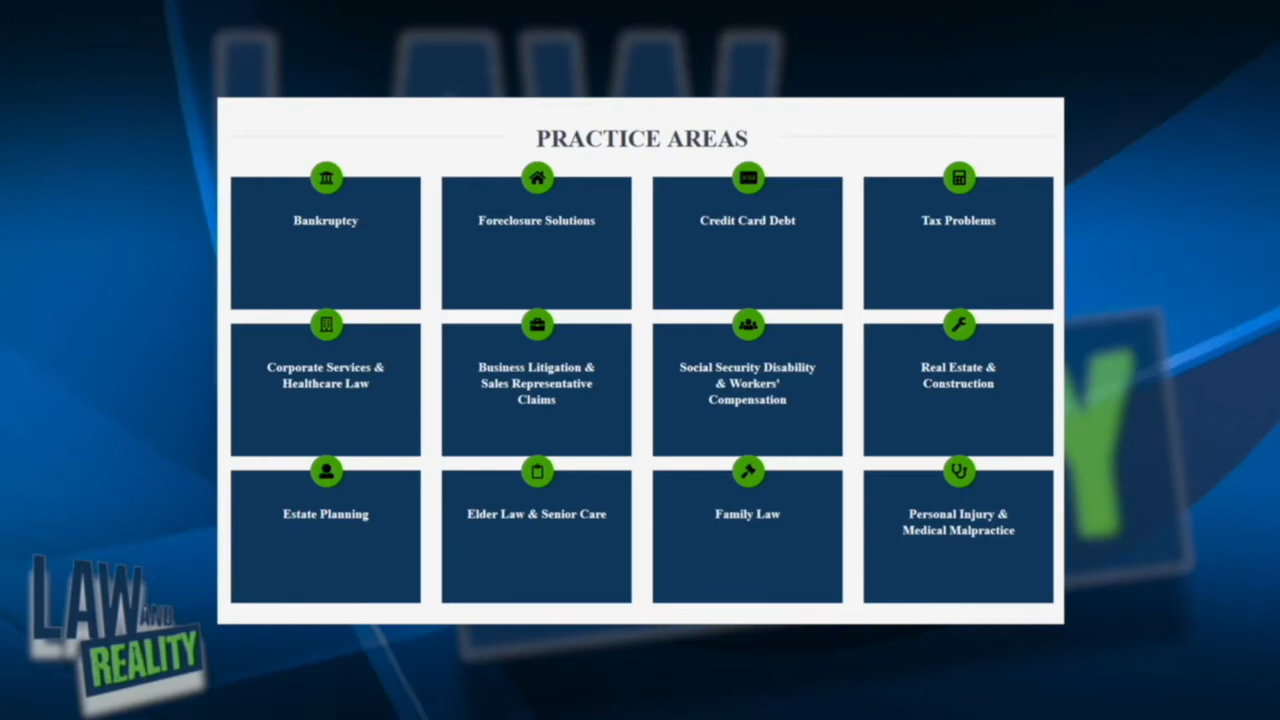 LAW
PRACTICE AREAS
Bankruptcy
Foreclosure Solutions
Credit Card Debt
Tax Problems
Corporate Services &
Healthcare Law
Business Litigation &
Sales Representative
Claims
Social Security Disability
& Workers'
Compensation
Real Estate &
Construction
Estate Planning
Elder Law & Senior Care
Family Law
Personal Injury &
Medical Malpractice
Y
LAW AND
REALITY